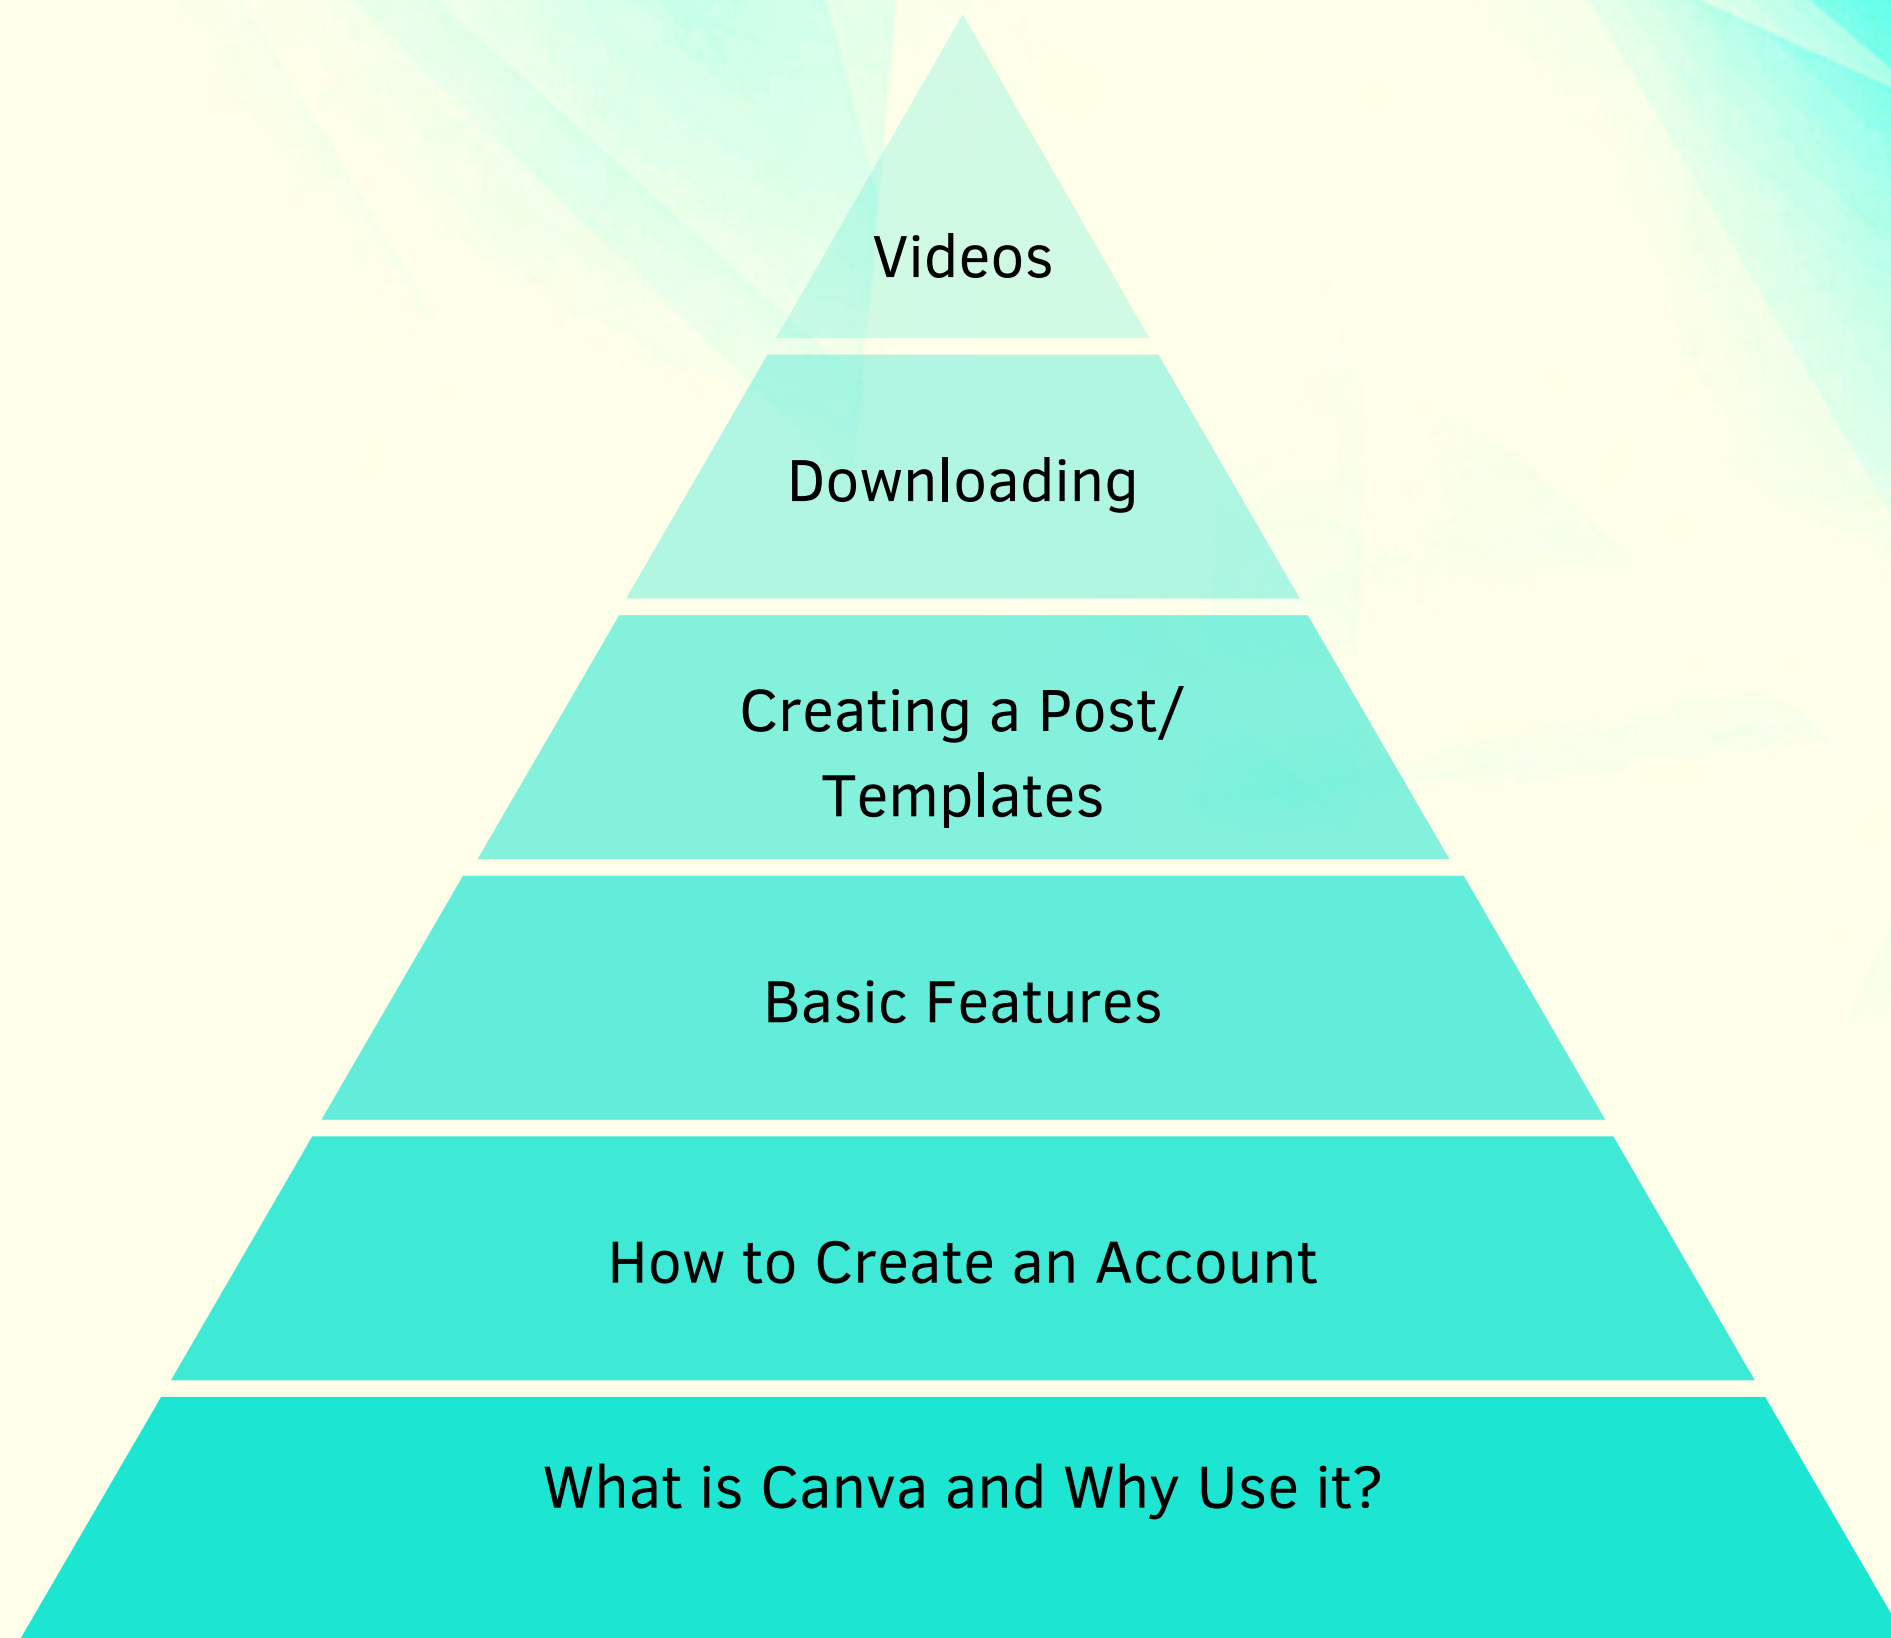 Videos
Downloading
Creating a Post/
Templates
Basic Features
How to Create an Account
What is Canva and Why Use it?